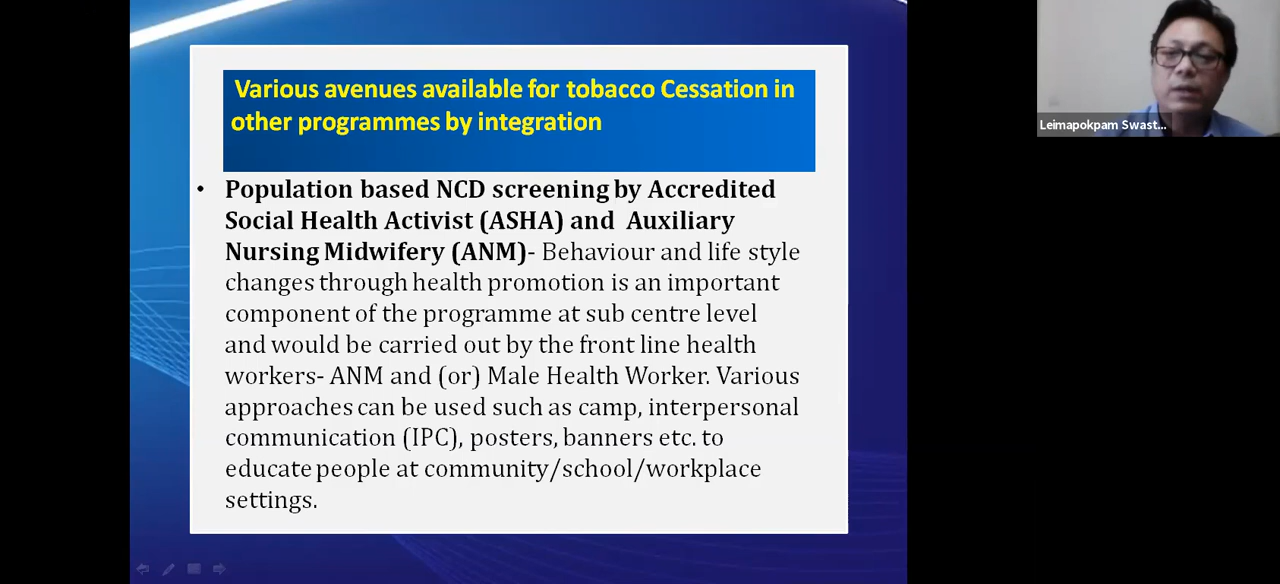 Various avenues available for tobacco Cessation in
other programmes by integration
• Population based NCD screening by Accredited
Social Health Activist (ASHA) and Auxiliary
Nursing Midwifery (ANM)- Behaviour and life style
changes through health promotion is an important
component of the programme at sub centre level
and would be carried out by the front line health
workers- ANM and (or) Male Health Worker. Various
approaches can be used such as camp, interpersonal
communication (IPC), posters, banners etc. to
educate people at community/school/workplace
settings.
Leimapokpam Swast...